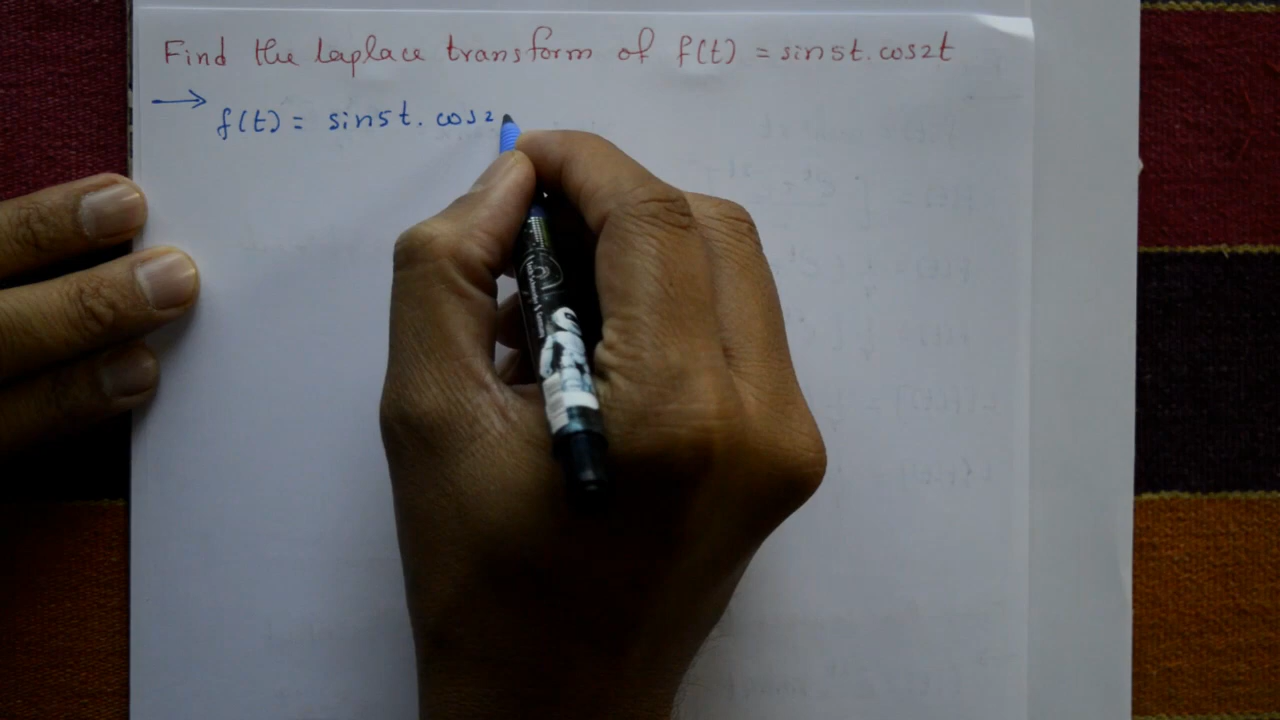 Find the laplace transform of f(t) = sin5t. cos2t
→ f(t) = sin5t. cos2